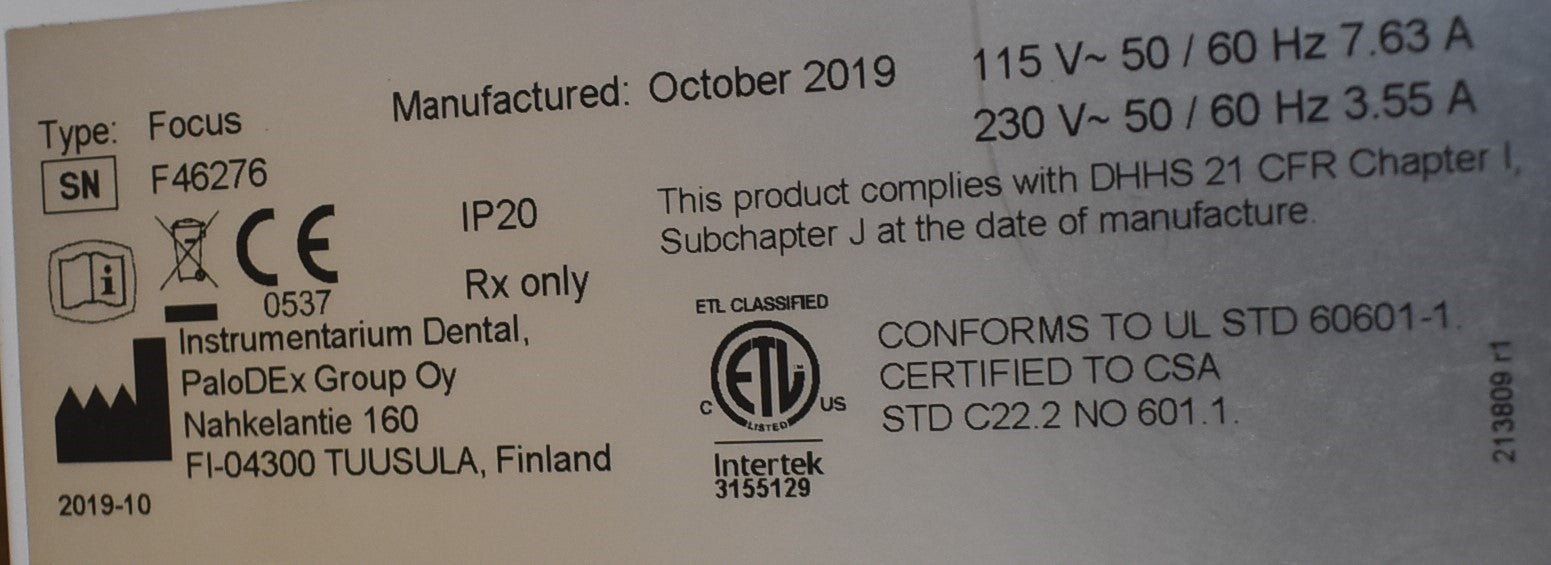 Type: Focus
Manufactured: October 2019
115 V~ 50 / 60 Hz 7.63 A
230 V~ 50 / 60 Hz 3.55 A
SN F46276
IP20
This product complies with DHHS 21 CFR Chapter I,
Subchapter J at the date of manufacture.
CE
0537
Rx only
i
Instrumentarium Dental,
PaloDEx Group Oy
Nahkelantie 160
FI-04300 TUUSULA, Finland
2019-10
ETL CLASSIFIED
ETL
C US
LISTED
Intertek
3155129
CONFORMS TO UL STD 60601-1.
CERTIFIED TO CSA
STD C22.2 NO 601.1.
213809 r1